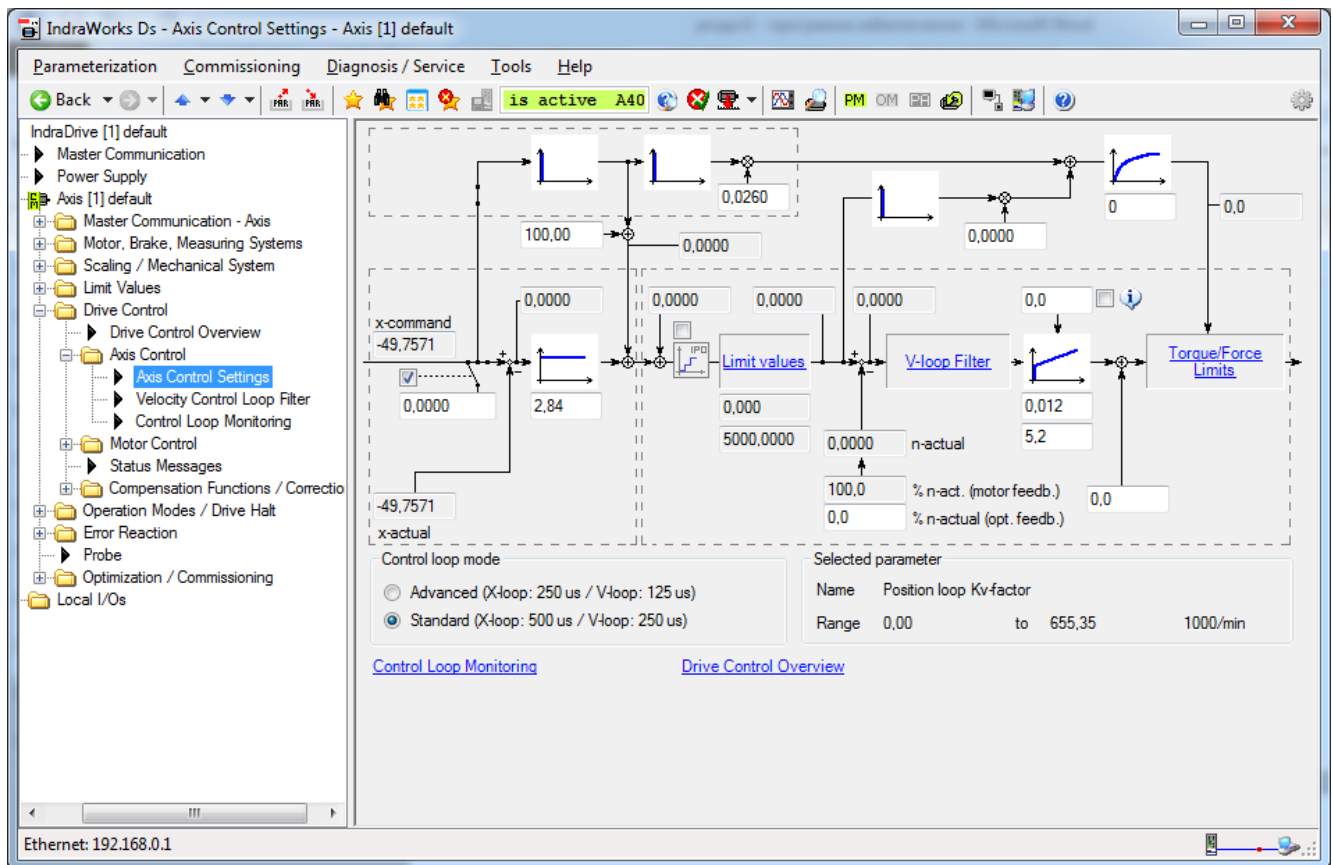 IndraWorks Ds - Axis Control Settings - Axis [1] default
Parameterization Commissioning Diagnosis / Service Tools Help
Back PAR PAR is active A40 PM OM
IndraDrive [1] default
Master Communication
Power Supply
Axis [1] default
Master Communication - Axis
Motor, Brake, Measuring Systems
Scaling / Mechanical System
Limit Values
Drive Control
Drive Control Overview
Axis Control
Axis Control Settings
Velocity Control Loop Filter
Control Loop Monitoring
Motor Control
Status Messages
Compensation Functions / Correctio
Operation Modes / Drive Halt
Error Reaction
Probe
Optimization / Commissioning
Local I/Os
0,0260
0 0,0
100,00 0,0000 0,0000
0,0000 0,0000 0,0000 0,0000 0,0
x-command
-49,7571
IPO
Limit values V-loop Filter Torque/Force
Limits
0,0000 2,84 0,000 0,012
5000,0000 0,0000 n-actual 5,2
100,0 % n-act. (motor feedb.) 0,0
-49,7571 0,0 % n-actual (opt. feedb.)
x-actual
Control loop mode
Advanced (X-loop: 250 us / V-loop: 125 us)
Standard (X-loop: 500 us / V-loop: 250 us)
Selected parameter
Name Position loop Kv-factor
Range 0,00 to 655,35 1000/min
Control Loop Monitoring Drive Control Overview
Ethernet: 192.168.0.1